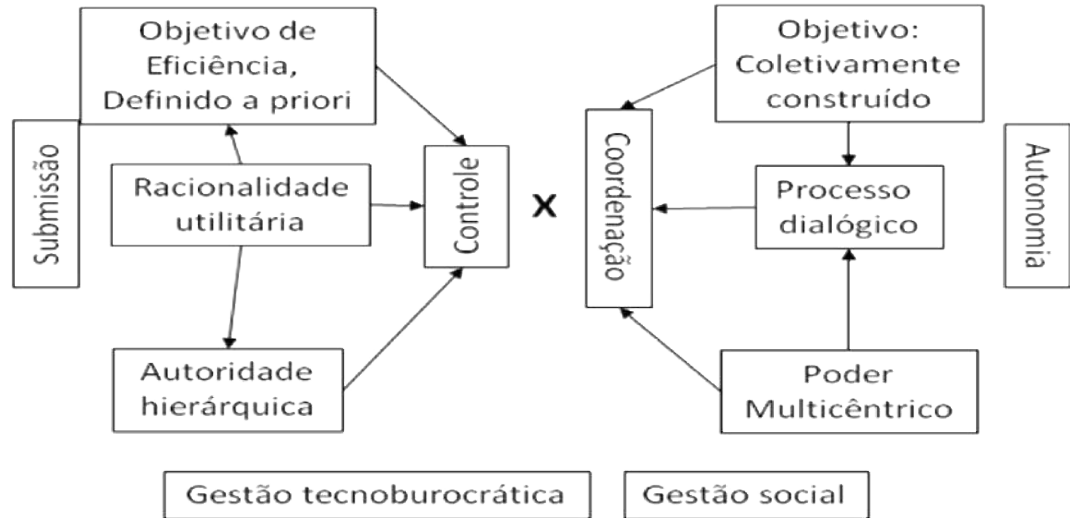 Objetivo de
Eficiência,
Definido a priori
Submissão
Racionalidade
utilitária
Controle
Autoridade
hierárquica
X
Objetivo:
Coletivamente
construído
Coordenação
Processo
dialógico
Autonomia
Poder
Multicêntrico
Gestão tecnoburocrática
Gestão social